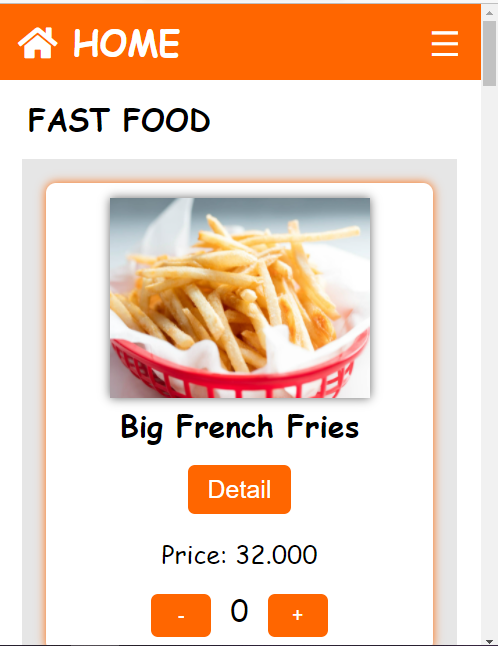 HOME
FAST FOOD
Big French Fries
Detail
Price: 32.000
- 0 +